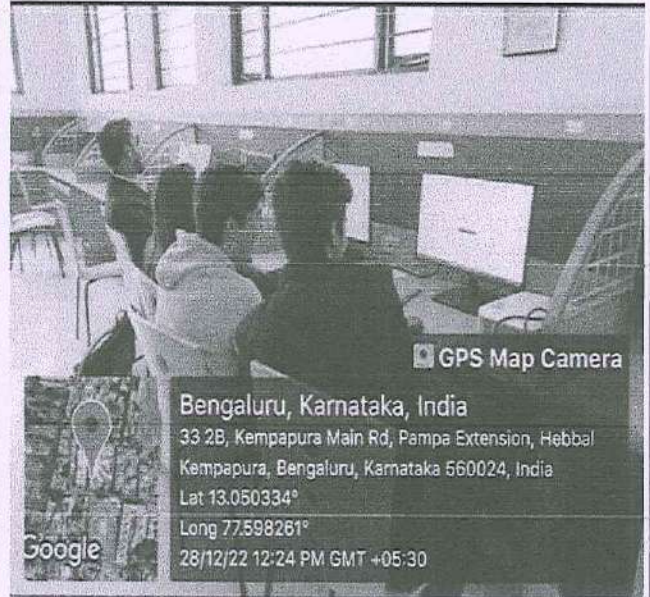 GPS Map Camera
Bengaluru, Karnataka, India
33 2B, Kempapura Main Rd, Pampa Extension, Hebbal
Kempapura, Bengaluru, Karnataka 560024, India
Lat 13.050334°
Long 77.598261°
28/12/22 12:24 PM GMT +05:30
Google